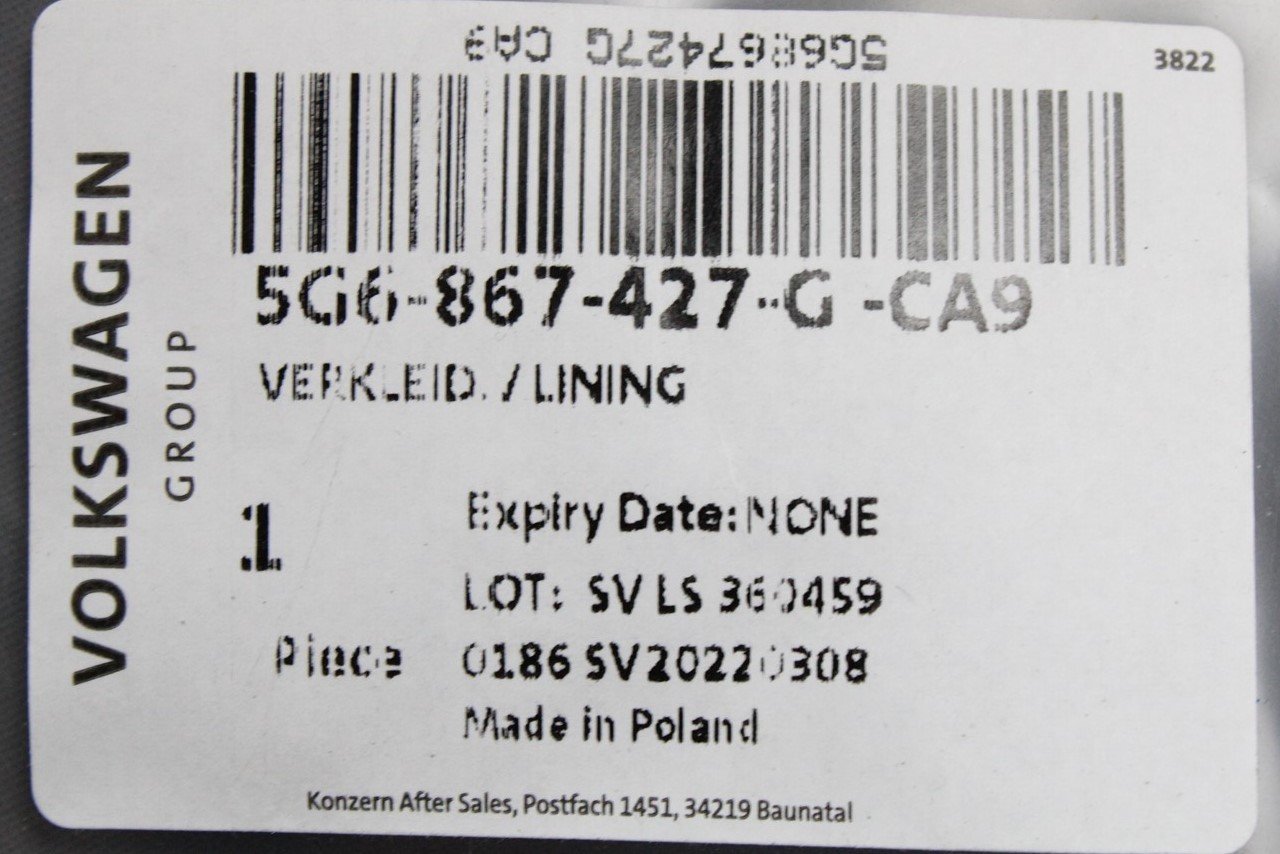 5G6867427G CA9
3822
VOLKSWAGEN
GROUP
5G6-867-427-G -CA9
VERKLEID. / LINING
1
Piece
Expiry Date: NONE
LOT: SV LS 360459
0186 SV20220308
Made in Poland
Konzern After Sales, Postfach 1451, 34219 Baunatal